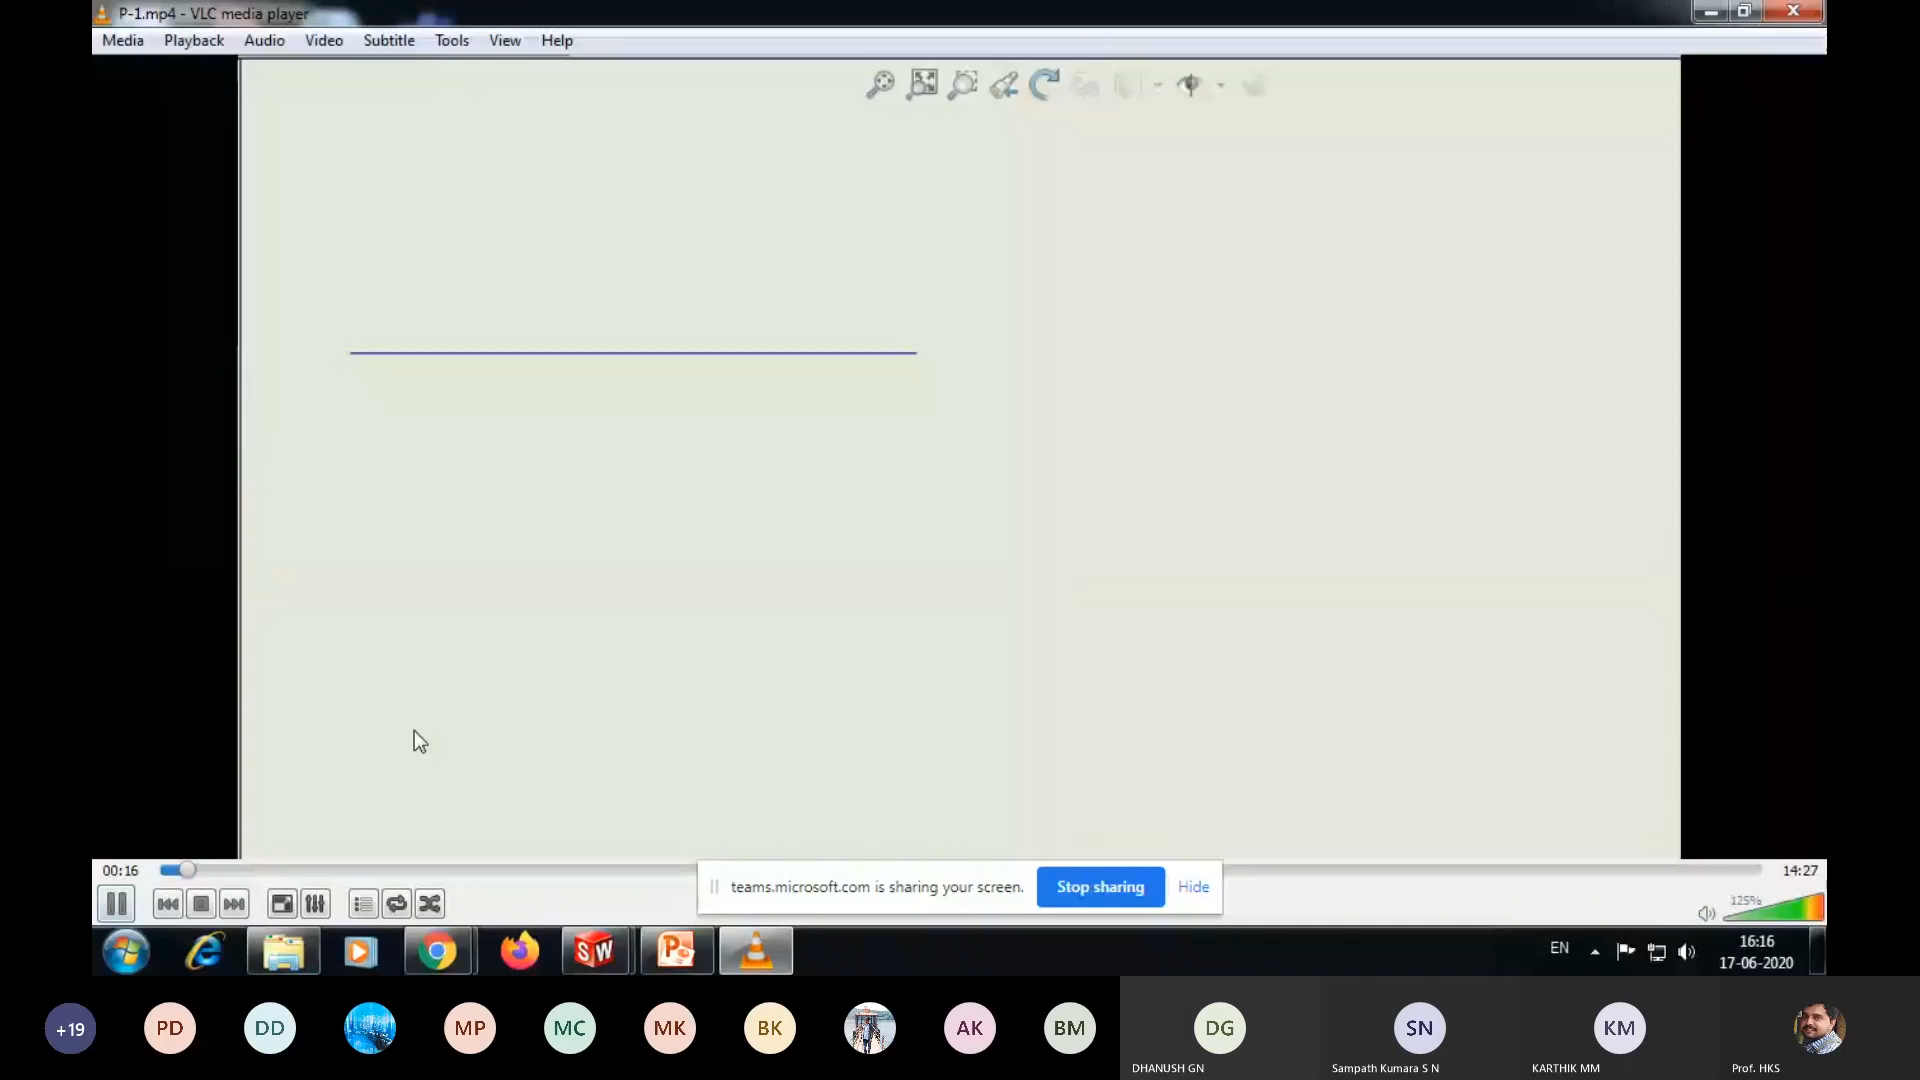 P-1.mp4 - VLC media player
Media Playback Audio Video Subtitle Tools View Help
00:16
14:27
teams.microsoft.com is sharing your screen.
Stop sharing
Hide
125%
SW
P
EN
16:16
17-06-2020
+19
PD
DD
MP
MC
MK
BK
AK
BM
DG
SN
KM
DHANUSH GN
Sampath Kumara S N
KARTHIK MM
Prof. HKS